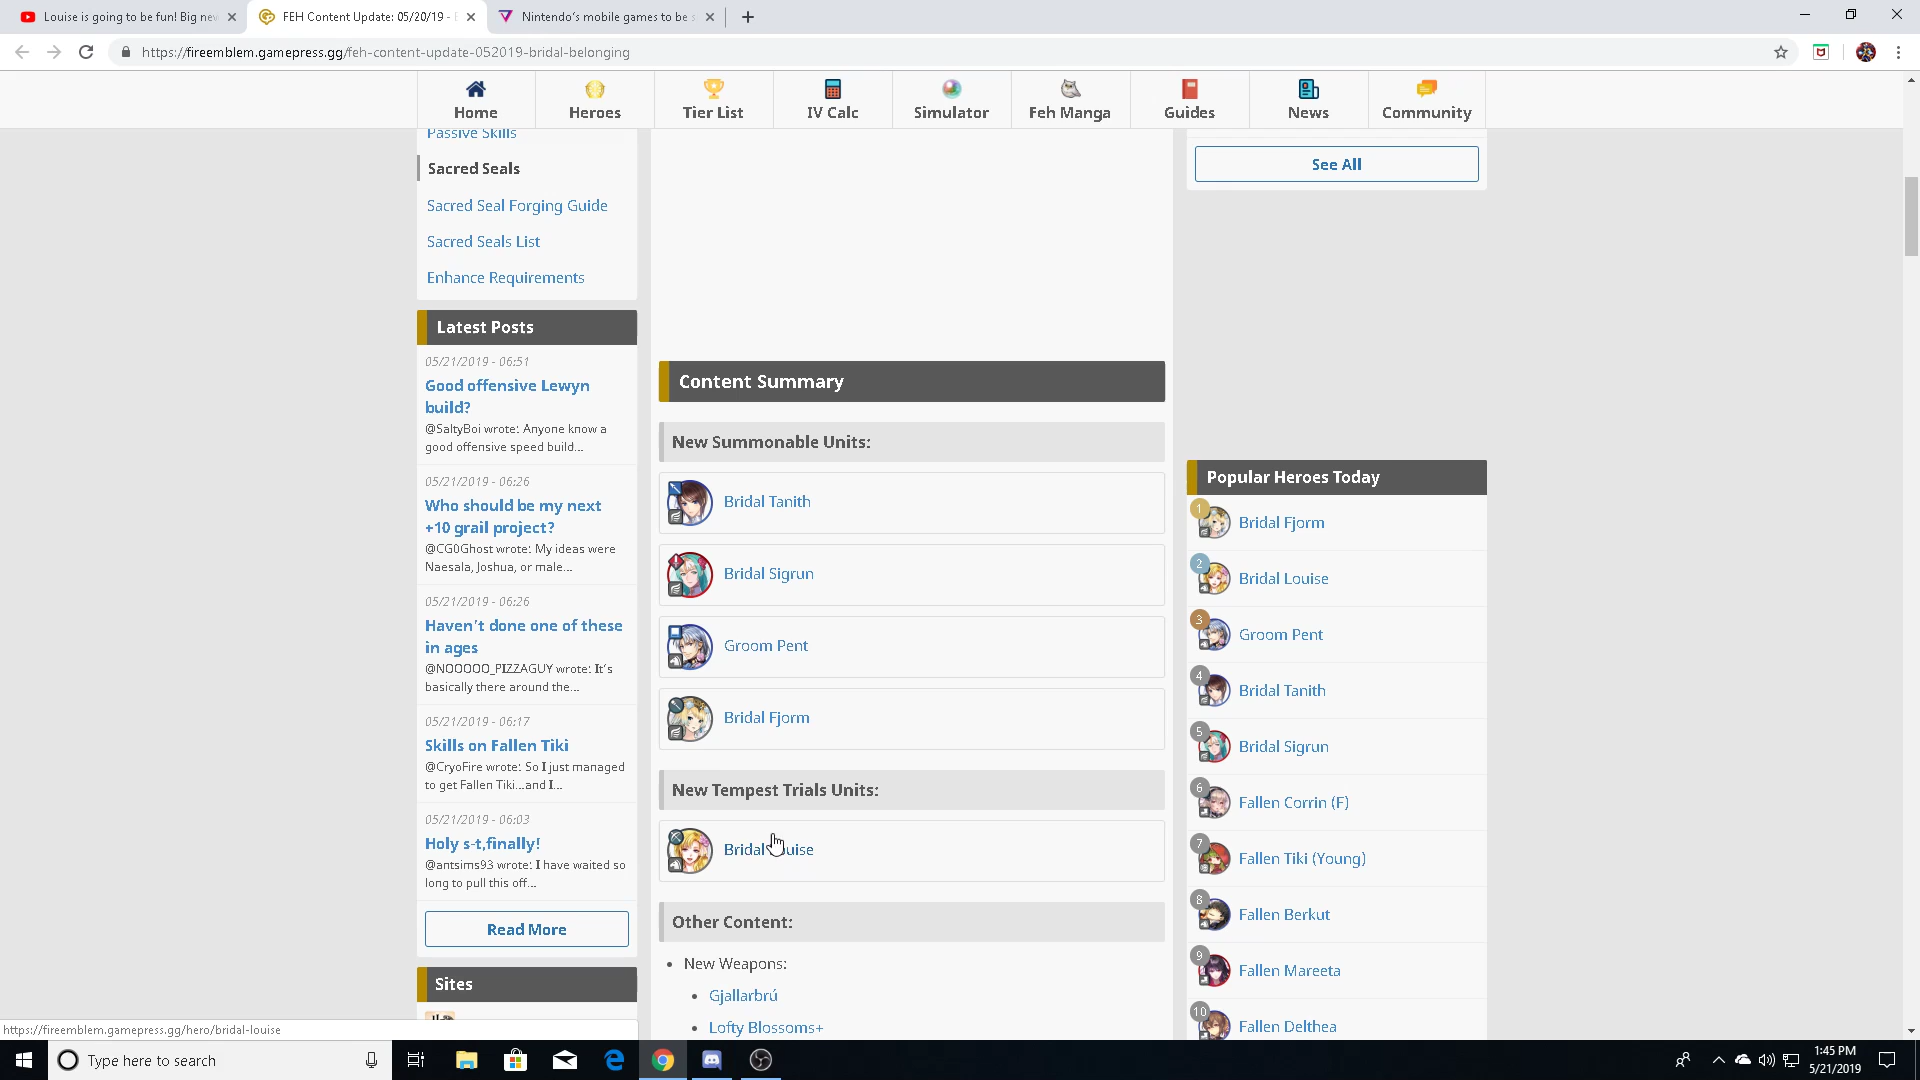 Louise is going to be fun! Big nev
FEH Content Update: 05/20/19 -
Nintendo's mobile games to be s
https://fireemblem.gamepress.gg/feh-content-update-052019-bridal-belonging
Home
Heroes
Tier List
IV Calc
Simulator
Feh Manga
Guides
News
Community
Passive Skills
Sacred Seals
Sacred Seal Forging Guide
Sacred Seals List
Enhance Requirements
Latest Posts
05/21/2019 - 06:51
Good offensive Lewyn
build?
@SaltyBoi wrote: Anyone know a
good offensive speed build...
05/21/2019 - 06:26
Who should be my next
+10 grail project?
@CG0Ghost wrote: My ideas were
Naesala, Joshua, or male...
05/21/2019 - 06:26
Haven't done one of these
in ages
@NOOOOO_PIZZAGUY wrote: It's
basically there around the...
05/21/2019 - 06:17
Skills on Fallen Tiki
@CryoFire wrote: So I just managed
to get Fallen Tiki...and I...
05/21/2019 - 06:03
Holy s-t,finally!
@antsims93 wrote: I have waited so
long to pull this off...
Read More
Sites
Content Summary
New Summonable Units:
Bridal Tanith
Bridal Sigrun
Groom Pent
Bridal Fjorm
New Tempest Trials Units:
Bridal Louise
Other Content:
• New Weapons:
• Gjallarbrú
• Lofty Blossoms+
See All
Popular Heroes Today
1 Bridal Fjorm
2 Bridal Louise
3 Groom Pent
4 Bridal Tanith
5 Bridal Sigrun
6 Fallen Corrin (F)
7 Fallen Tiki (Young)
8 Fallen Berkut
9 Fallen Mareeta
10 Fallen Delthea
https://fireemblem.gamepress.gg/hero/bridal-louise
Type here to search
1:45 PM
5/21/2019